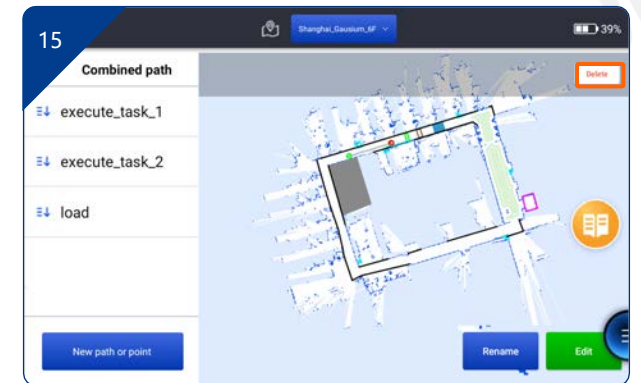 15
Shanghai_Gausium_6F
39%
Combined path
Delete
execute_task_1
execute_task_2
load
New path or point
Rename
Edit